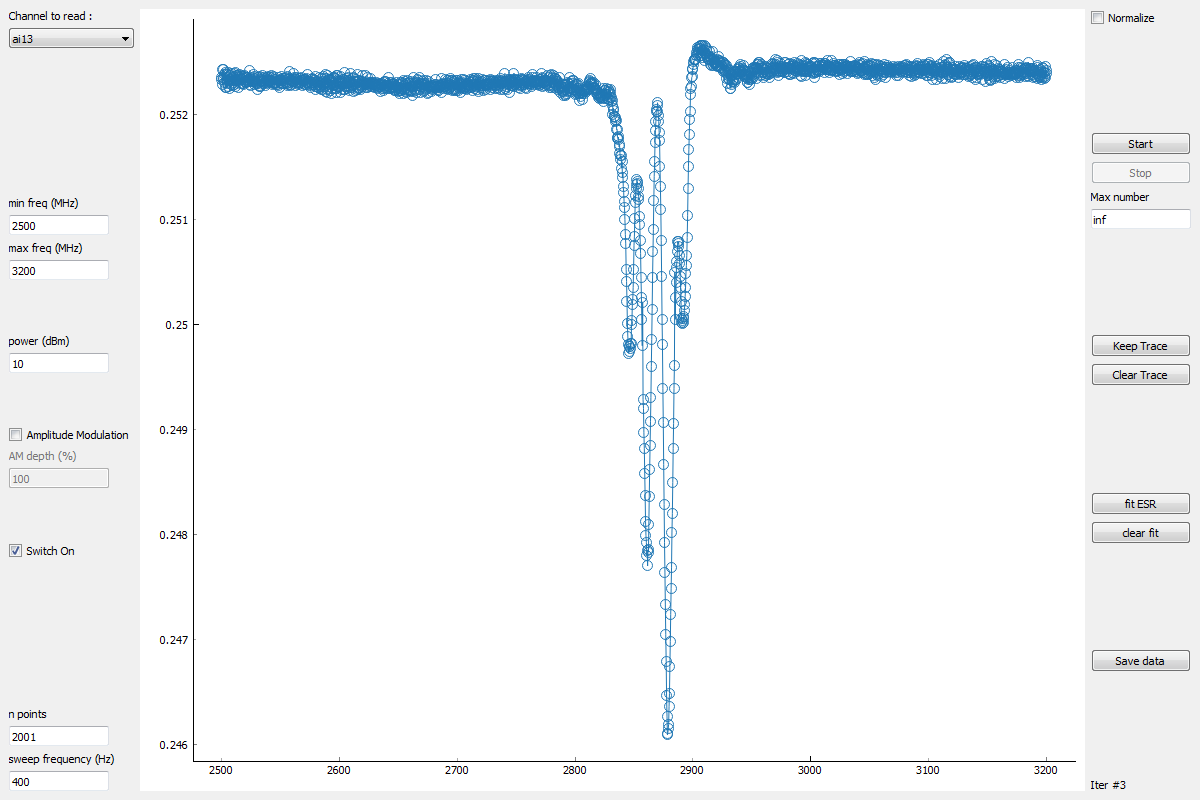 Channel to read :
ai13
min freq (MHz)
2500
max freq (MHz)
3200
power (dBm)
10
Amplitude Modulation
AM depth (%)
100
Switch On
n points
2001
sweep frequency (Hz)
400
0.252
0.251
0.25
0.249
0.248
0.247
0.246
2500 2600 2700 2800 2900 3000 3100 3200
Normalize
Start
Stop
Max number
inf
Keep Trace
Clear Trace
fit ESR
clear fit
Save data
Iter #3